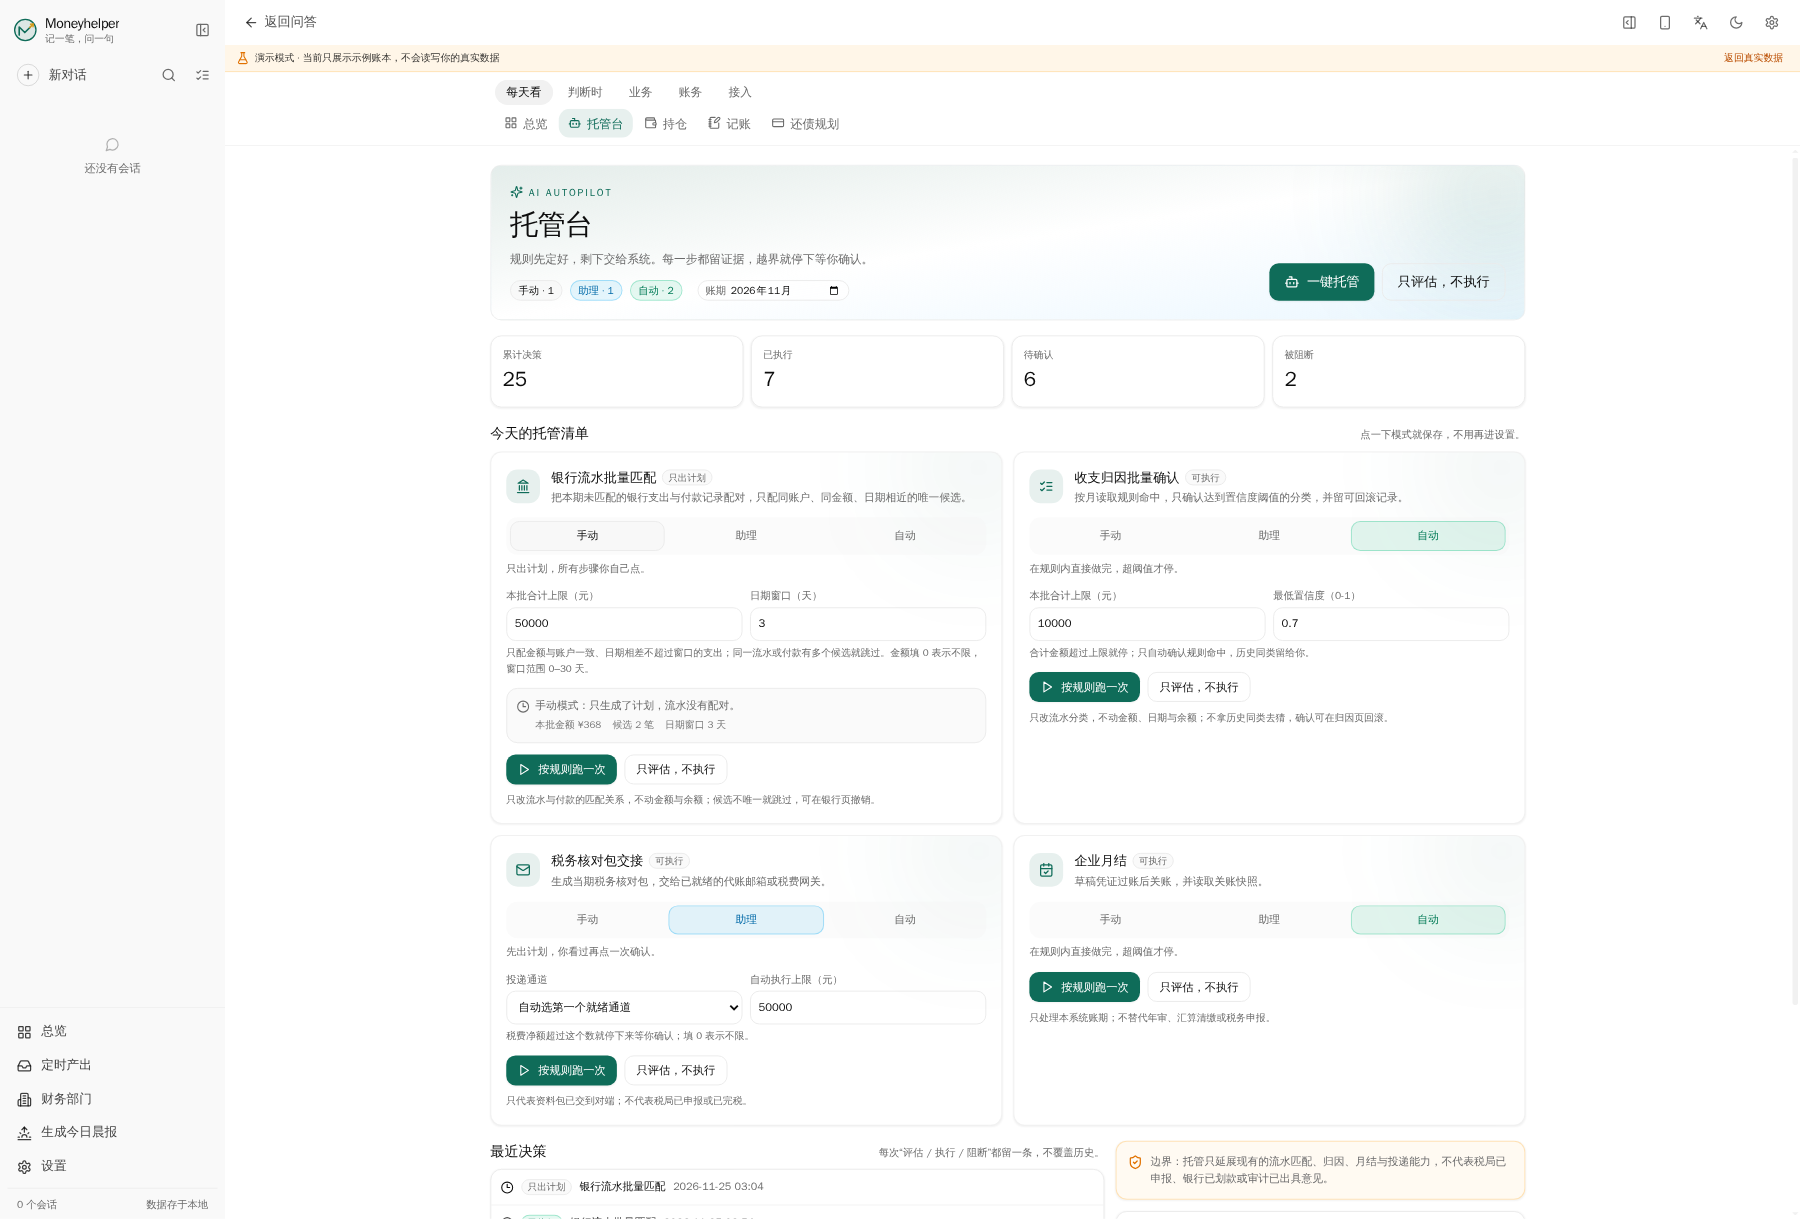 Moneyhelper
记一笔，问一句
新对话
还没有会话
总览
定时产出
财务部门
生成今日晨报
设置
0 个会话
数据存于本地
返回问答
演示模式 · 当前只展示示例账本，不会读写你的真实数据
返回真实数据
每天看
判断时
业务
账务
接入
总览
托管台
持仓
记账
还债规划
AI AUTOPILOT
托管台
规则先定好，剩下交给系统。每一步都留证据，越界就停下等你确认。
手动 · 1
助理 · 1
自动 · 2
账期 2026年11月
一键托管
只评估，不执行
累计决策
25
已执行
7
待确认
6
被阻断
2
今天的托管清单
点一下模式就保存，不用再进设置。
银行流水批量匹配
只出计划
把本期未匹配的银行支出与付款记录配对，只配同账户、同金额、日期相近的唯一候选。
手动
助理
自动
只出计划，所有步骤你自己点。
本批合计上限（元）
日期窗口（天）
50000
3
只配金额与账户一致、日期相差不超过窗口的支出；同一流水或付款有多个候选就跳过。金额填 0 表示不限，
窗口范围 0–30 天。
手动模式：只生成了计划，流水没有配对。
本批金额 ¥368 候选 2 笔 日期窗口 3 天
按规则跑一次
只评估，不执行
只改流水与付款的匹配关系，不动金额与余额；候选不唯一就跳过，可在银行页撤销。
收支归因批量确认
可执行
按月读取规则命中，只确认达到置信度阈值的分类，并留可回滚记录。
手动
助理
自动
在规则内直接做完，超阈值才停。
本批合计上限（元）
最低置信度（0-1）
10000
0.7
合计金额超过上限就停；只自动确认规则命中，历史同类留给你。
按规则跑一次
只评估，不执行
只改流水分类，不动金额、日期与余额；不拿历史同类去猜，确认可在归因页回滚。
税务核对包交接
可执行
生成当期税务核对包，交给已就绪的代账邮箱或税费网关。
手动
助理
自动
先出计划，你看过再点一次确认。
投递通道
自动执行上限（元）
自动选第一个就绪通道
50000
税费净额超过这个数就停下来等你确认；填 0 表示不限。
按规则跑一次
只评估，不执行
只代表资料包已交到对端；不代表税局已申报或已完税。
企业月结
可执行
草稿凭证过账后关账，并读取关账快照。
手动
助理
自动
在规则内直接做完，超阈值才停。
按规则跑一次
只评估，不执行
只处理本系统账期；不替代年审、汇算清缴或税务申报。
最近决策
每次“评估 / 执行 / 阻断”都留一条，不覆盖历史。
只出计划
银行流水批量匹配
2026-11-25 03:04
边界：托管只延展现有的流水匹配、归因、月结与投递能力，不代表税局已
申报、银行已划款或审计已出具意见。